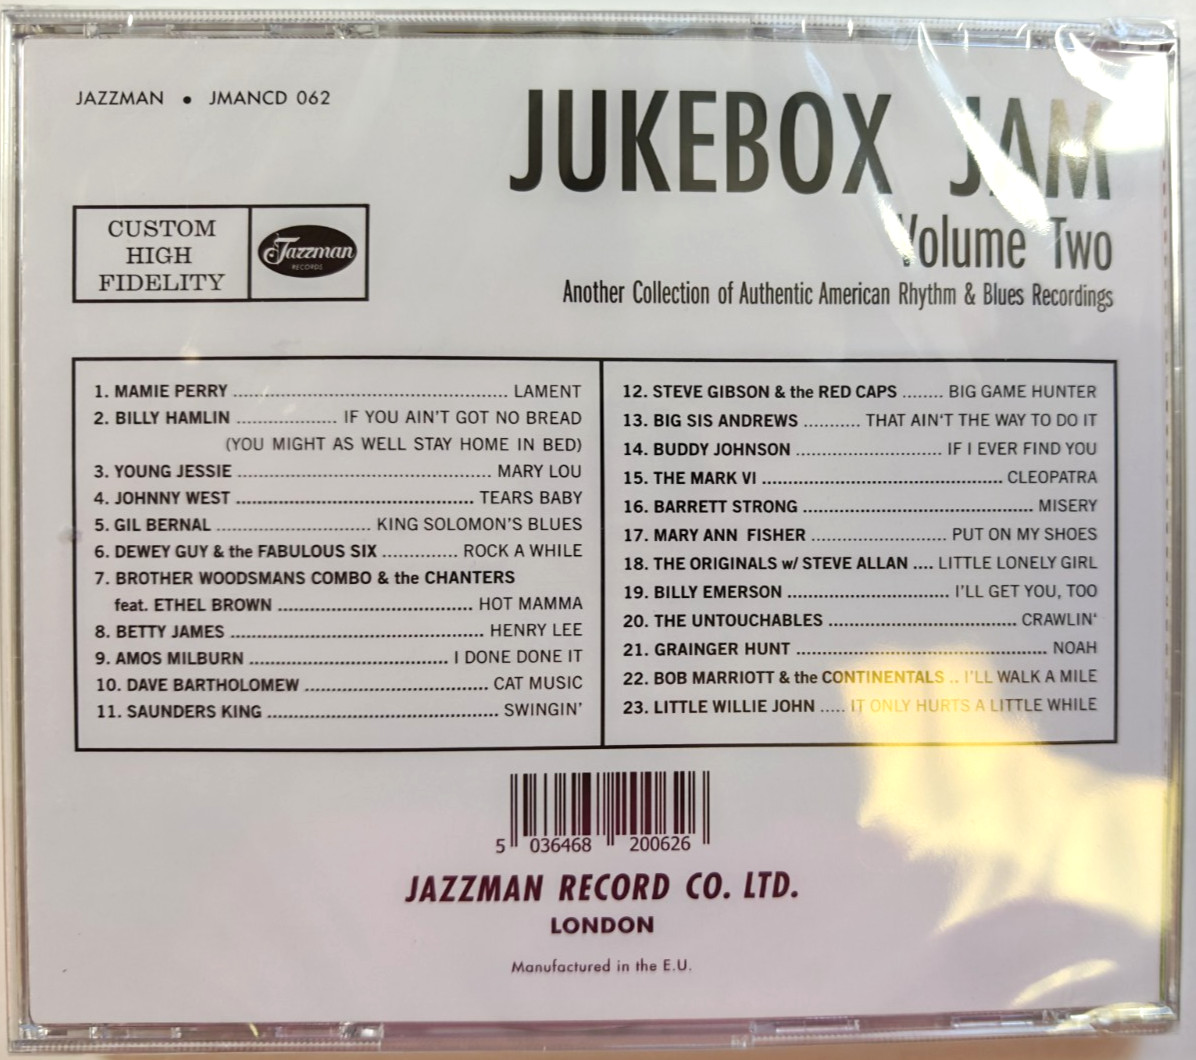 JAZZMAN • JMANCD 062
JUKEBOX JAM
Volume Two
Another Collection of Authentic American Rhythm & Blues Recordings
CUSTOM
HIGH
FIDELITY
Jazzman
RECORDS
1. MAMIE PERRY ........ LAMENT
2. BILLY HAMLIN ........ IF YOU AIN'T GOT NO BREAD
(YOU MIGHT AS WELL STAY HOME IN BED)
3. YOUNG JESSIE ........ MARY LOU
4. JOHNNY WEST ........ TEARS BABY
5. GIL BERNAL ........ KING SOLOMON'S BLUES
6. DEWEY GUY & the FABULOUS SIX ........ ROCK A WHILE
7. BROTHER WOODSMANS COMBO & the CHANTERS
feat. ETHEL BROWN ........ HOT MAMMA
8. BETTY JAMES ........ HENRY LEE
9. AMOS MILBURN ........ I DONE DONE IT
10. DAVE BARTHOLOMEW ........ CAT MUSIC
11. SAUNDERS KING ........ SWINGIN'
12. STEVE GIBSON & the RED CAPS ........ BIG GAME HUNTER
13. BIG SIS ANDREWS ........ THAT AIN'T THE WAY TO DO IT
14. BUDDY JOHNSON ........ IF I EVER FIND YOU
15. THE MARK VI ........ CLEOPATRA
16. BARRETT STRONG ........ MISERY
17. MARY ANN FISHER ........ PUT ON MY SHOES
18. THE ORIGINALS w/ STEVE ALLAN .... LITTLE LONELY GIRL
19. BILLY EMERSON ........ I'LL GET YOU, TOO
20. THE UNTOUCHABLES ........ CRAWLIN'
21. GRAINGER HUNT ........ NOAH
22. BOB MARRIOTT & the CONTINENTALS .. I'LL WALK A MILE
23. LITTLE WILLIE JOHN ..... IT ONLY HURTS A LITTLE WHILE
5 036468 200626
JAZZMAN RECORD CO. LTD.
LONDON
Manufactured in the E.U.